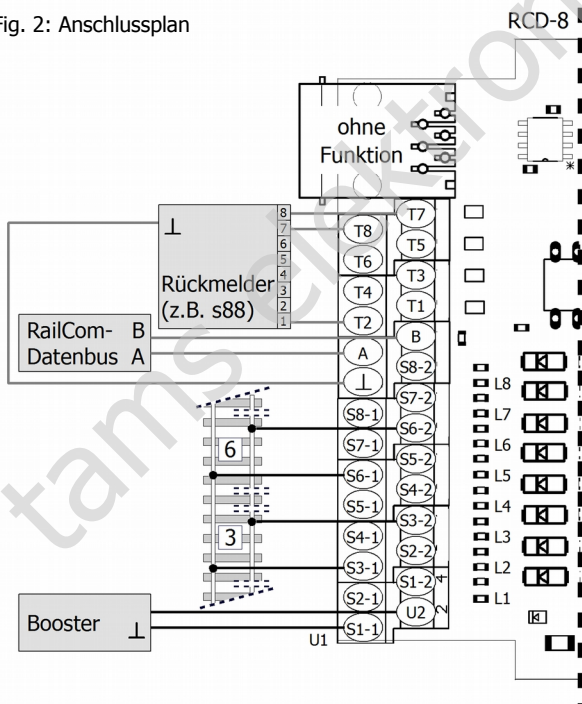 Fig. 2: Anschlussplan
RCD-8
ohne
Funktion
*
⊥
8
7
6
5
4
3
2
1
Rückmelder
(z.B. s88)
RailCom- B
Datenbus A
T7
T8
T5
T6
T3
T4
T1
T2
B
A
S8-2
⊥
S7-2
S8-1
S6-2
S7-1
S5-2
S6-1
S4-2
S5-1
S3-2
S4-1
S2-2
S3-1
S1-2
S2-1
U2
S1-1
U1
4
2
6
3
Booster ⊥
L8
L7
L6
L5
L4
L3
L2
L1
tams elektron